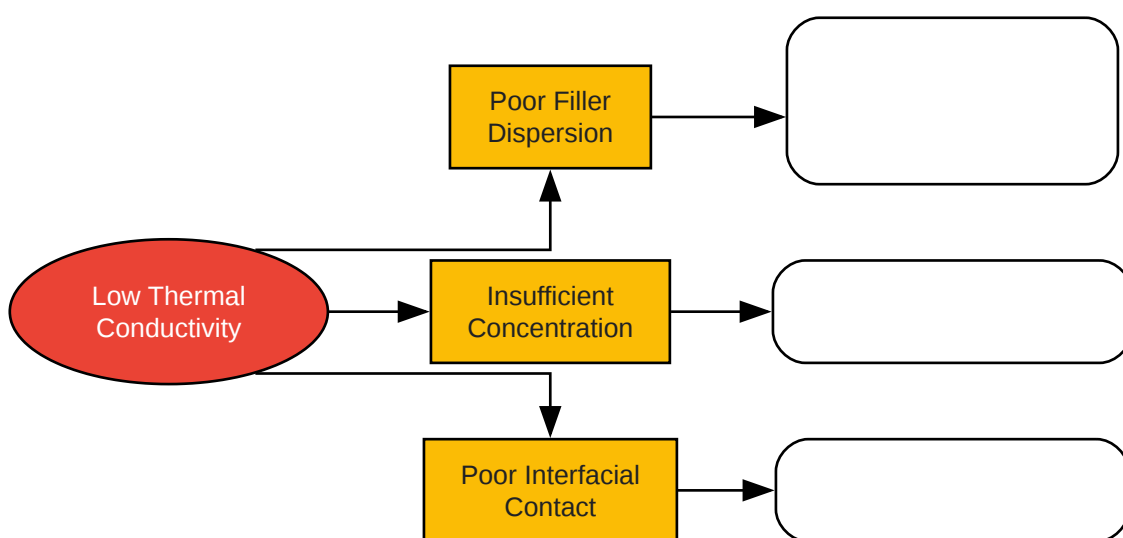 Poor Filler
Dispersion
Low Thermal
Conductivity
Insufficient
Concentration
Poor Interfacial
Contact